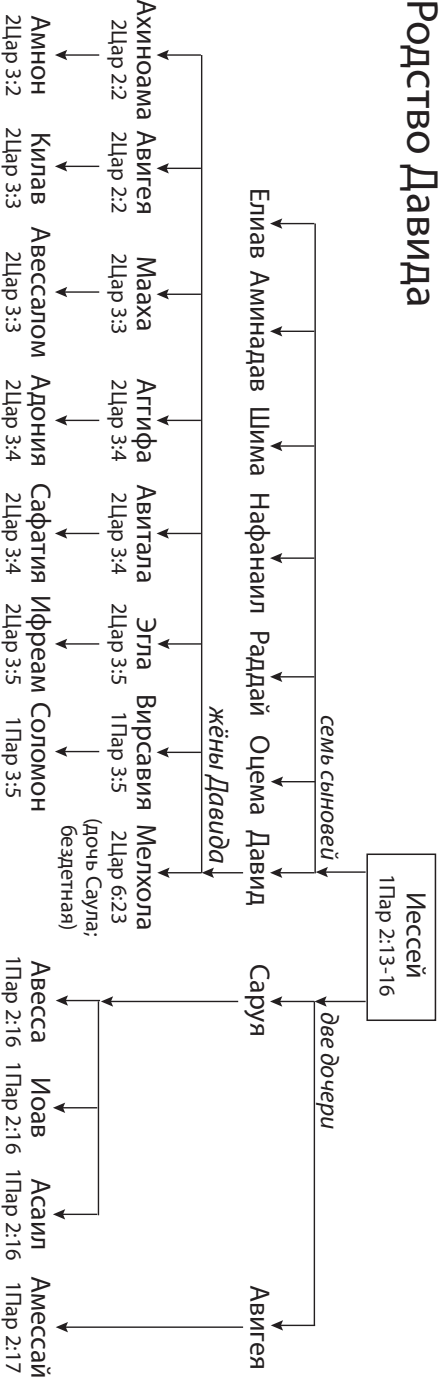 Родство Давида
Иессей
1Пар 2:13-16
семь сыновей
две дочери
Елиав Аминадав Шима Нафанаил Раддай Оцема Давид
Саруя
Авигея
жёны Давида
Ахиноама
2Цар 2:2
Авигея
2Цар 2:2
Мааха
2Цар 3:3
Аггифа
2Цар 3:4
Авитала
2Цар 3:4
Эгла
2Цар 3:5
Вирсавия
1Пар 3:5
Мелхола
2Цар 6:23
(дочь Саула;
бездетная)
Амнон
2Цар 3:2
Килав
2Цар 3:3
Авессалом
2Цар 3:3
Адония
2Цар 3:4
Сафатия
2Цар 3:4
Ифреам
2Цар 3:5
Соломон
1Пар 3:5
Авесса
1Пар 2:16
Иоав
1Пар 2:16
Асаил
1Пар 2:16
Амессай
1Пар 2:17